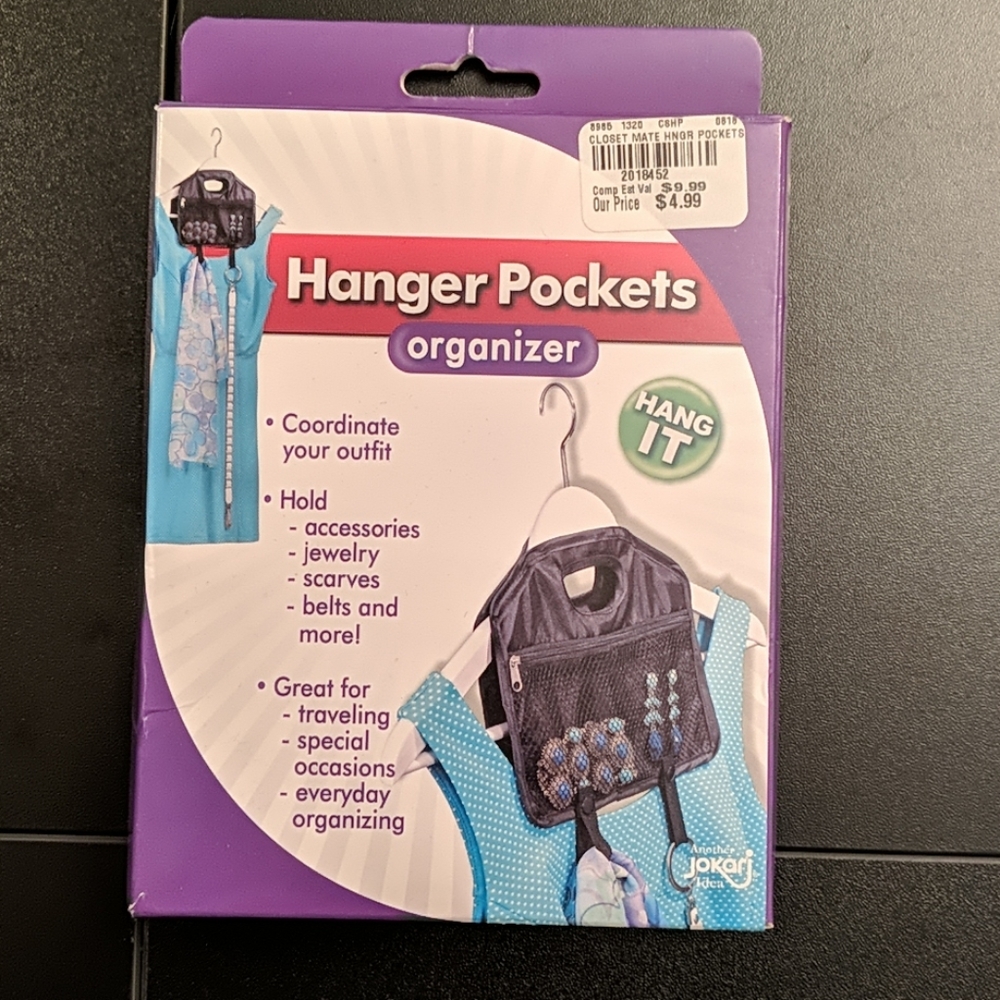 8985 1320 CSHP 0818
CLOSET MATE HNGR POCKETS
2018452
Comp Est Val $9.99
Our Price $4.99
Hanger Pockets
organizer
HANG
IT
• Coordinate
your outfit
• Hold
- accessories
- jewelry
- scarves
- belts and
more!
• Great for
- traveling
- special
occasions
- everyday
organizing
Another
jokari
Idea